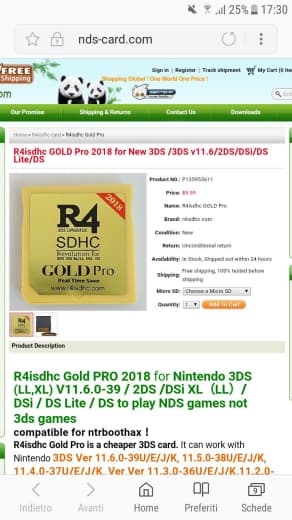 25% 17:30
nds-card.com
FREE
Shipping
Sign in | Register | Track shipment My Cart (0 ite
Shopping Global ! One World One Price !
om
Our Promise Shipping & Returns Contact Us Downloads
Home » R4isdhc card » R4isdhc Gold Pro
R4isdhc GOLD Pro 2018 for New 3DS /3DS v11.6/2DS/DSi/DS
Lite/DS
Product NO.: P135955611
Price: $9.99
Name: R4isdhc GOLD Pro
Brand: r4isdhc.com
Condition: New
Return: Unconditional return
Availability: In Stock, Shipped out within 24 hours
Shipping: Free shipping, 100% tested before
shipping
Micro SD: Choose a Micro SD
Quantity: 1 Add To Cart
2018
R4
3DS UPGRADE
SDHC
Revolution for
GOLD Pro
Real Time Save
www.r4isdhc.com
Product Description
R4isdhc Gold PRO 2018 for Nintendo 3DS
(LL,XL) V11.6.0-39 / 2DS /DSi XL（LL）/
DSi / DS Lite / DS to play NDS games not
3ds games
compatible for ntrboothax！
R4isdhc Gold Pro is a cheaper 3DS card. It can work with
Nintendo 3DS Ver 11.6.0-39U/E/J/K, 11.5.0-38U/E/J/K,
11.4.0-37U/E/J/K, Ver Ver 11.3.0-36U/E/J/K,11.2.0-
Indietro Avanti Home Preferiti Schede
9